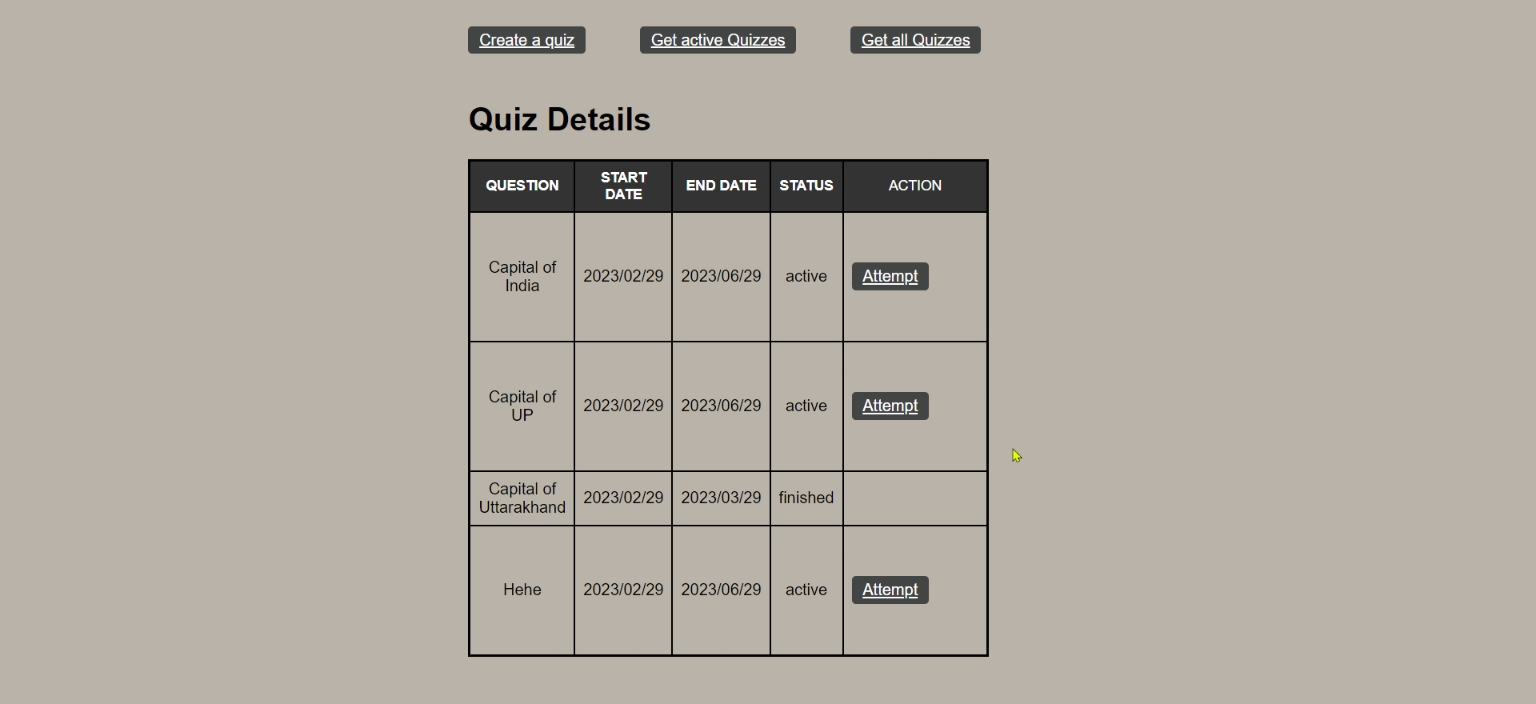 Create a quiz Get active Quizzes Get all Quizzes
Quiz Details
QUESTION START DATE END DATE STATUS ACTION
Capital of India 2023/02/29 2023/06/29 active Attempt
Capital of UP 2023/02/29 2023/06/29 active Attempt
Capital of Uttarakhand 2023/02/29 2023/03/29 finished
Hehe 2023/02/29 2023/06/29 active Attempt